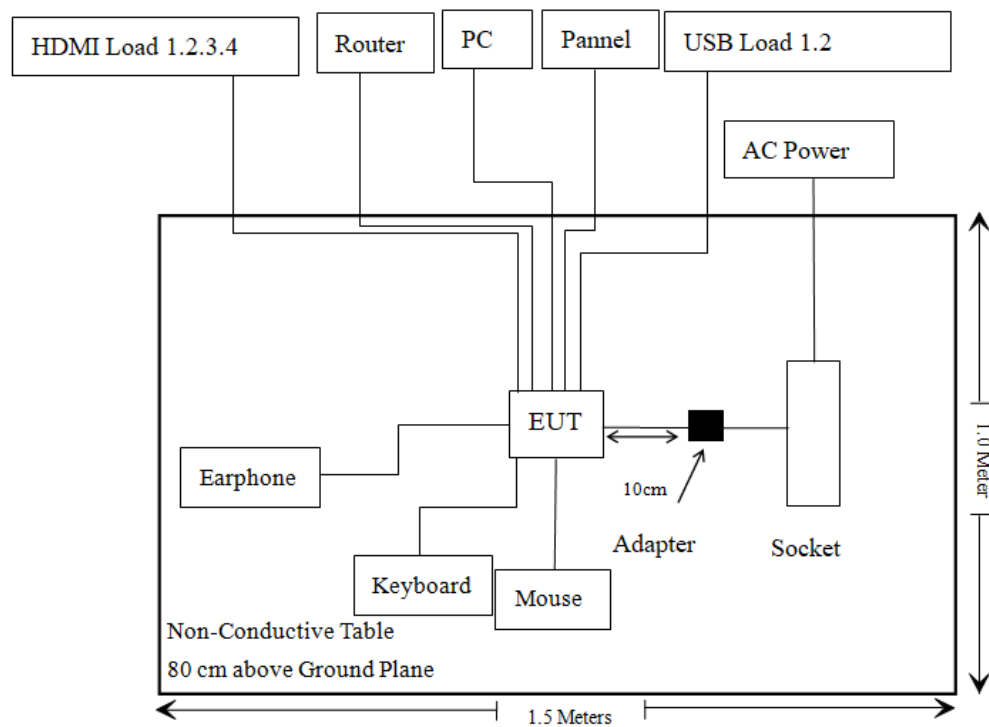 HDMI Load 1.2.3.4
Router
PC
Pannel
USB Load 1.2
AC Power
EUT
10cm
Adapter
Socket
Earphone
Keyboard
Mouse
Non-Conductive Table
80 cm above Ground Plane
1.0 Meter
1.5 Meters